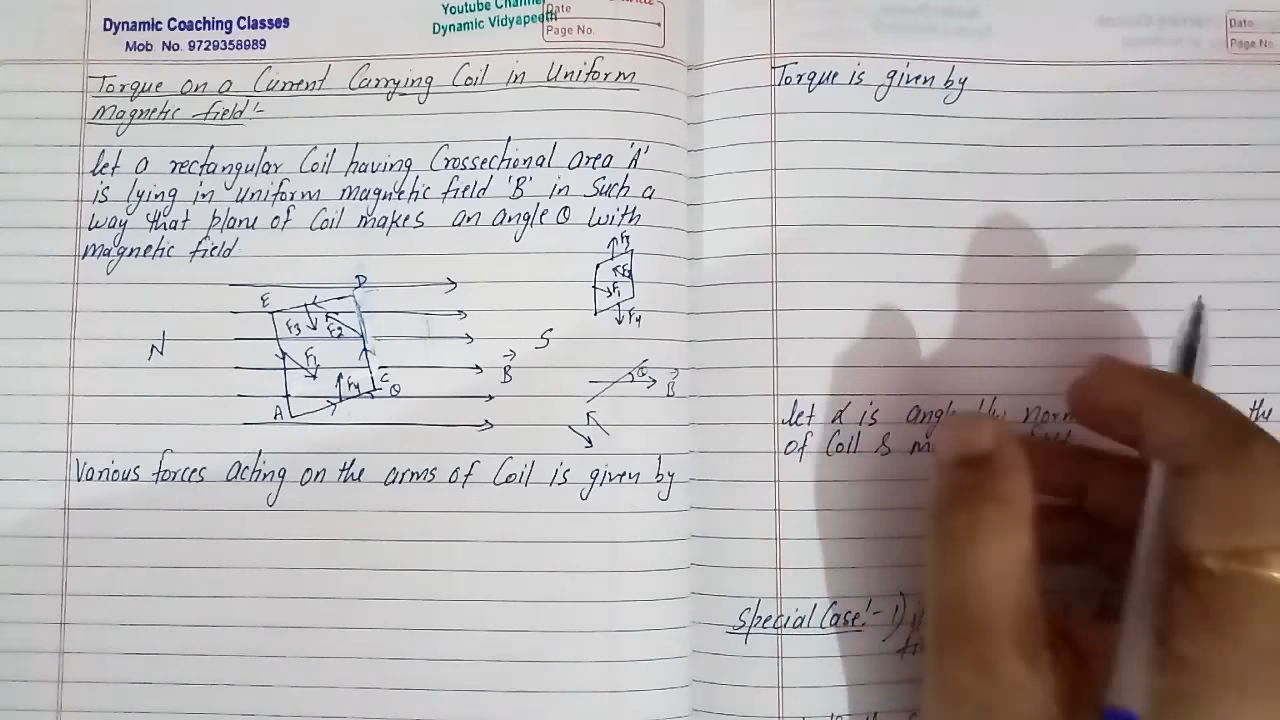 Dynamic Coaching Classes
Mob. No. 9729358989
Youtube Channel
Dynamic Vidyapeeth
Date
Page No.
Torque on a Current Carrying Coil in Uniform
Magnetic field:-
let a rectangular Coil having Crossectional area 'A'
is lying in uniform magnetic field 'B' in Such a
way that plane of Coil makes an angle θ with
magnetic field
F3
F1
F4
E
D
F3
F2
N
F1
S
B
F4
C
θ
A
θ
B
Various forces acting on the arms of Coil is given by
Date
Page No.
Torque is given by
let α is the
of Coil &
Special Case:- 1)